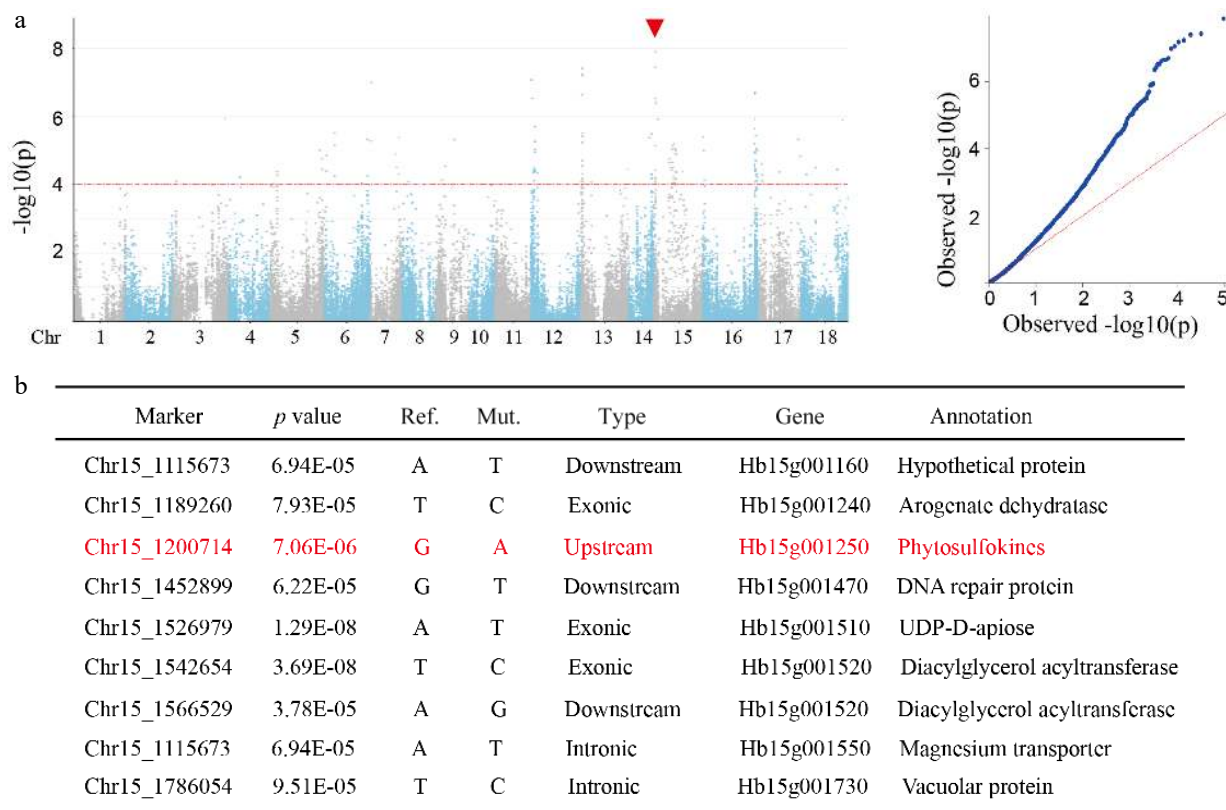 a
8
6
4
2
-log10(p)
Chr 1 2 3 4 5 6 7 8 9 10 11 12 13 14 15 16 17 18
6
4
2
Observed -log10(p)
0 1 2 3 4 5
Observed -log10(p)
b
Marker p value Ref. Mut. Type Gene Annotation
Chr15_1115673 6.94E-05 A T Downstream Hb15g001160 Hypothetical protein
Chr15_1189260 7.93E-05 T C Exonic Hb15g001240 Arogenate dehydratase
Chr15_1200714 7.06E-06 G A Upstream Hb15g001250 Phytosulfokines
Chr15_1452899 6.22E-05 G T Downstream Hb15g001470 DNA repair protein
Chr15_1526979 1.29E-08 A T Exonic Hb15g001510 UDP-D-apiose
Chr15_1542654 3.69E-08 T C Exonic Hb15g001520 Diacylglycerol acyltransferase
Chr15_1566529 3.78E-05 A G Downstream Hb15g001520 Diacylglycerol acyltransferase
Chr15_1115673 6.94E-05 A T Intronic Hb15g001550 Magnesium transporter
Chr15_1786054 9.51E-05 T C Intronic Hb15g001730 Vacuolar protein